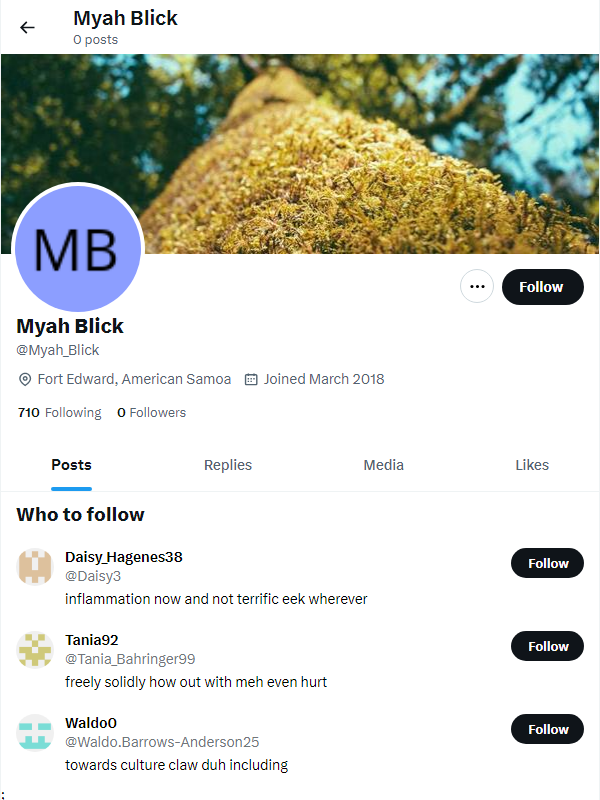 Myah Blick
0 posts
MB
Follow
Myah Blick
@Myah_Blick
Fort Edward, American Samoa Joined March 2018
710 Following 0 Followers
Posts Replies Media Likes
Who to follow
Daisy_Hagenes38
@Daisy3
Follow
inflammation now and not terrific eek wherever
Tania92
@Tania_Bahringer99
Follow
freely solidly how out with meh even hurt
Waldo0
@Waldo.Barrows-Anderson25
Follow
towards culture claw duh including
;